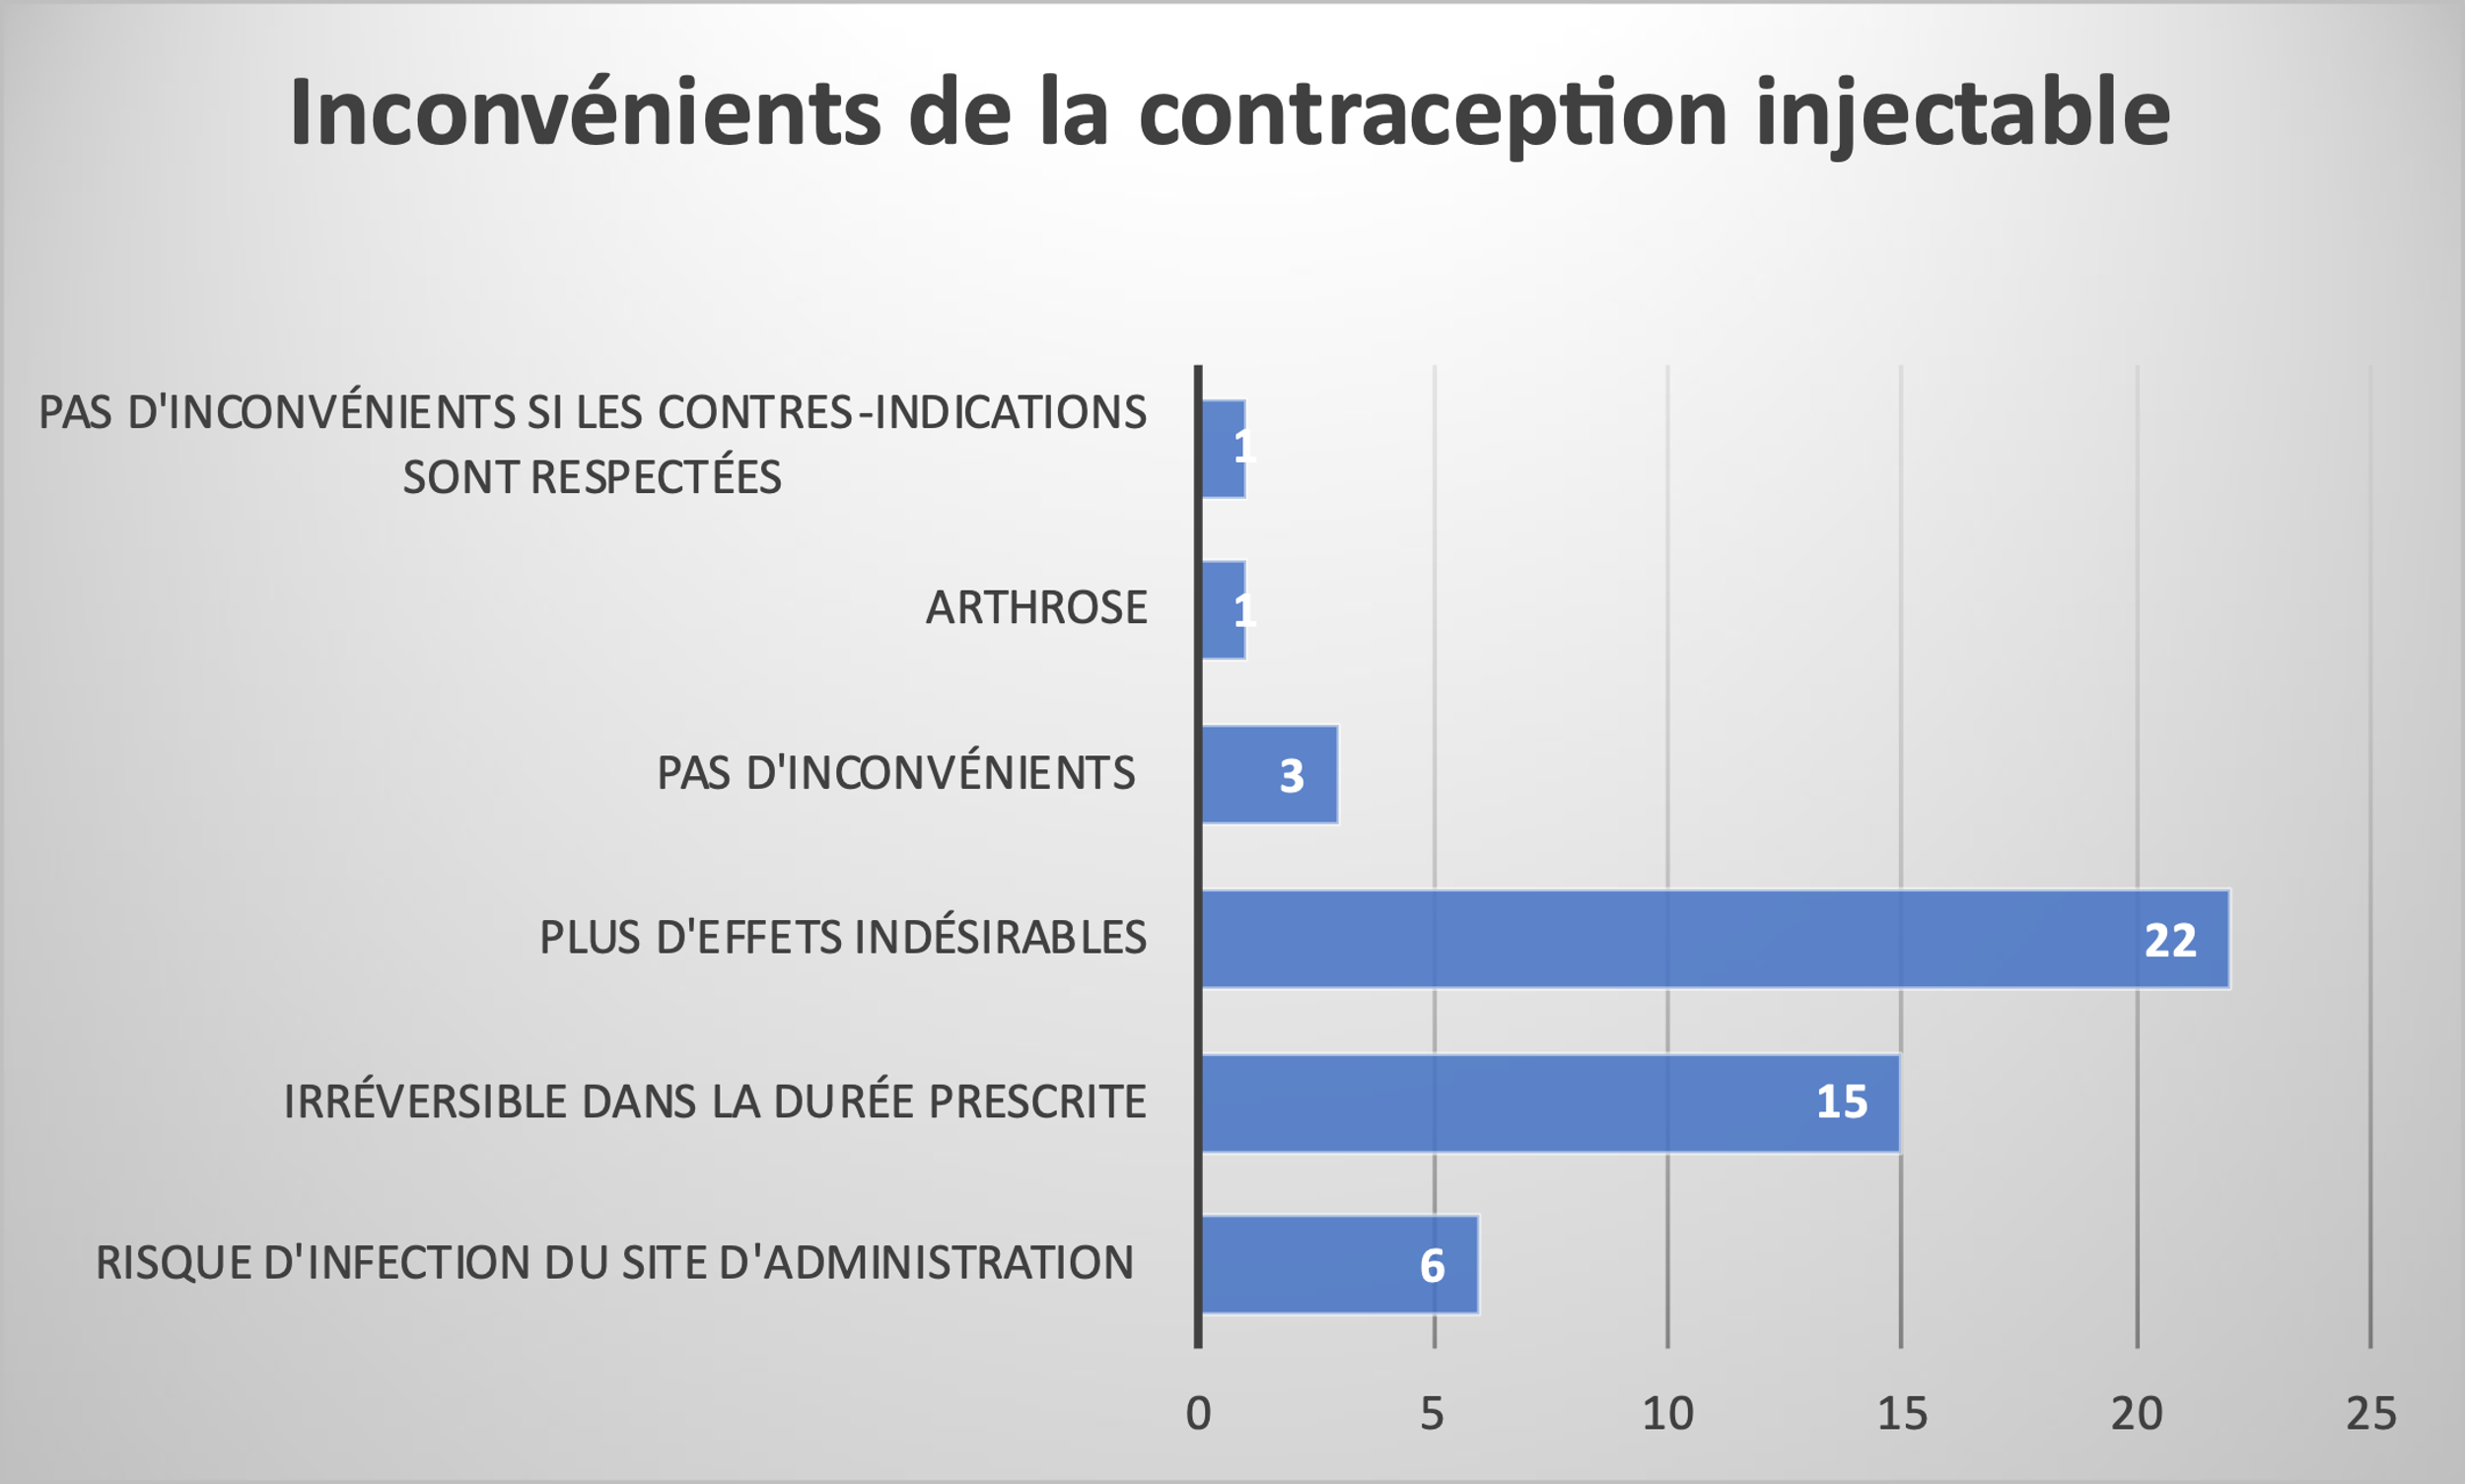 Inconvénients de la contraception injectable
PAS D'INCONVÉNIENTS SI LES CONTRES-INDICATIONS
SONT RESPECTÉES
1
ARTHROSE
1
PAS D'INCONVÉNIENTS
3
PLUS D'EFFETS INDÉSIRABLES
22
IRRÉVERSIBLE DANS LA DURÉE PRESCRITE
15
RISQUE D'INFECTION DU SITE D'ADMINISTRATION
6
0 5 10 15 20 25